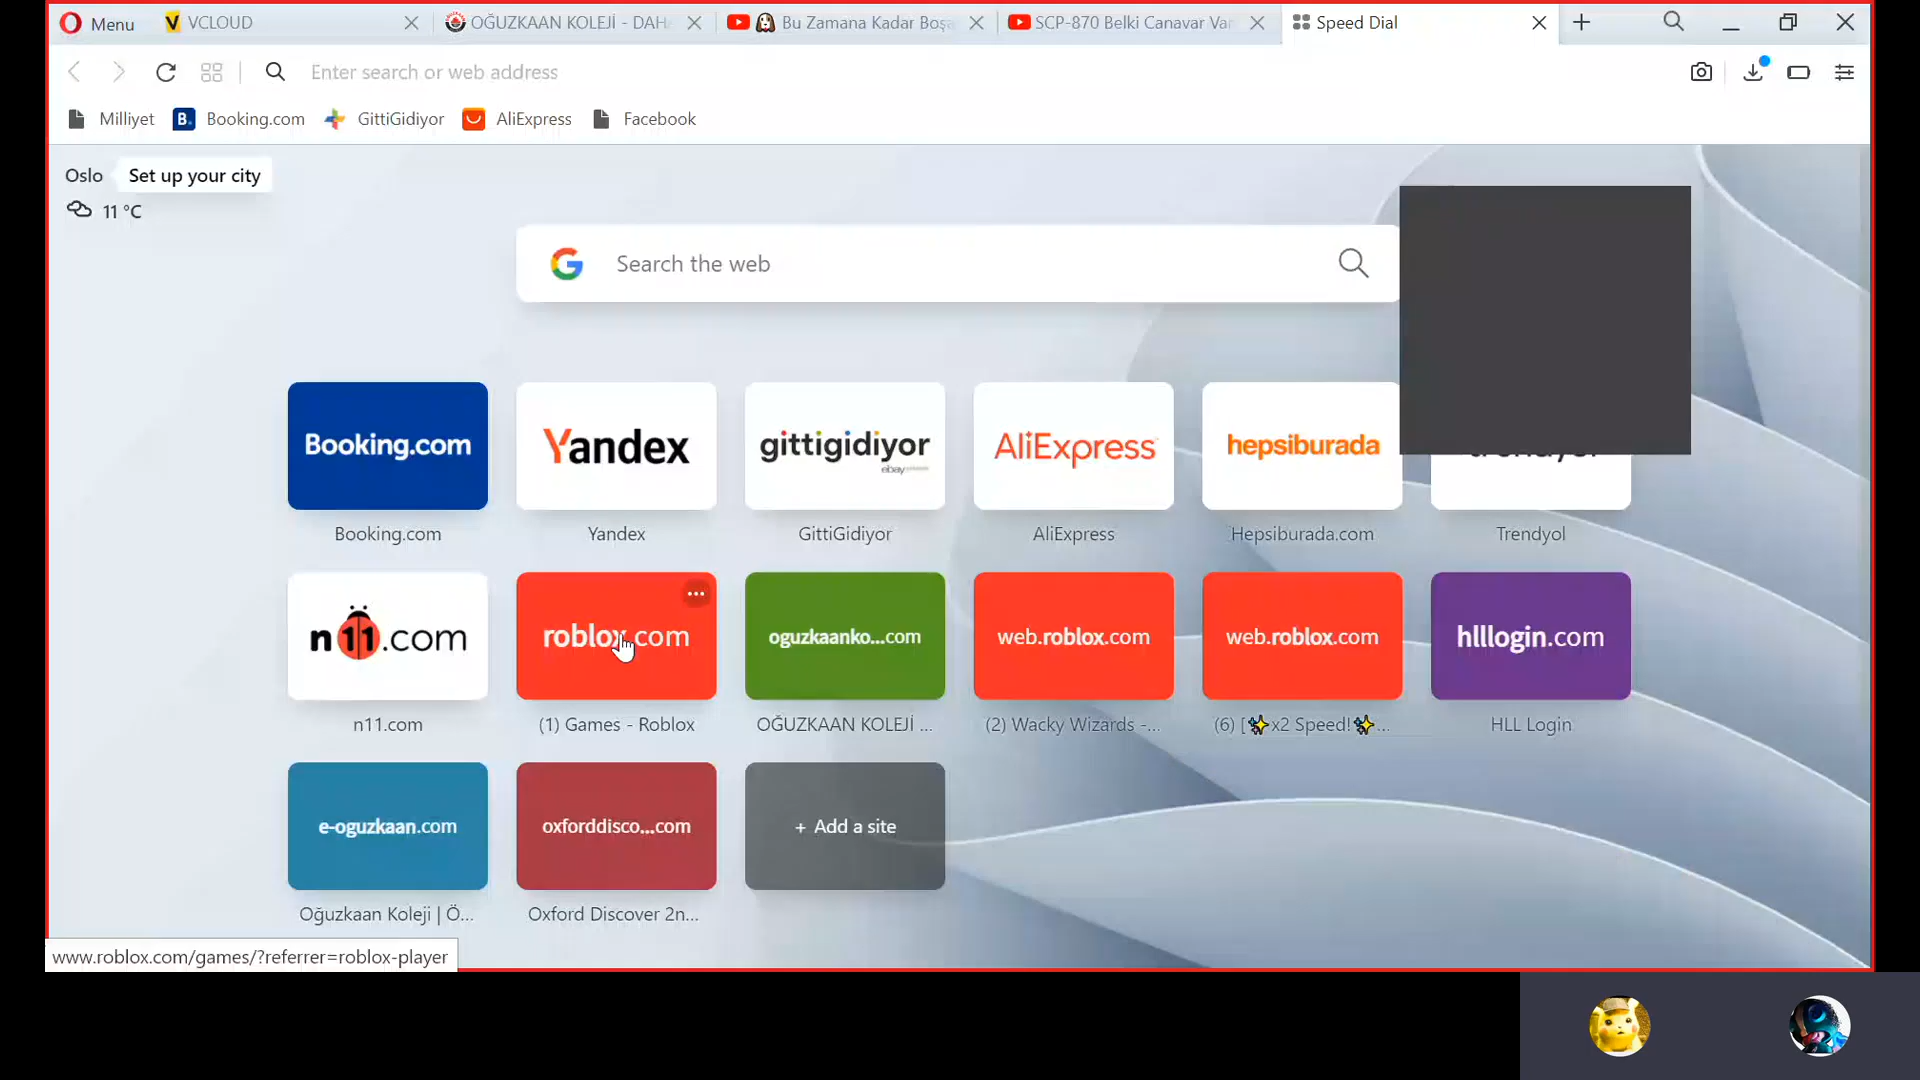 Menu
VCLOUD
OĞUZKAAN KOLEJİ - DAH
Bu Zamana Kadar Boşa
SCP-870 Belki Canavar Var
Speed Dial
Enter search or web address
Milliyet
B. Booking.com
GittiGidiyor
AliExpress
Facebook
Oslo
Set up your city
11 °C
Search the web
Booking.com
Yandex
gittigidiyor
ebay
AliExpress
hepsiburada
Booking.com
Yandex
GittiGidiyor
AliExpress
Hepsiburada.com
Trendyol
n11.com
roblox.com
oguzkaanko...com
web.roblox.com
web.roblox.com
hlllogin.com
n11.com
(1) Games - Roblox
OĞUZKAAN KOLEJİ ...
(2) Wacky Wizards -...
(6) [✨x2 Speed!✨...
HLL Login
e-oguzkaan.com
oxforddisco...com
+ Add a site
Oğuzkaan Koleji | Ö...
Oxford Discover 2n...
www.roblox.com/games/?referrer=roblox-player